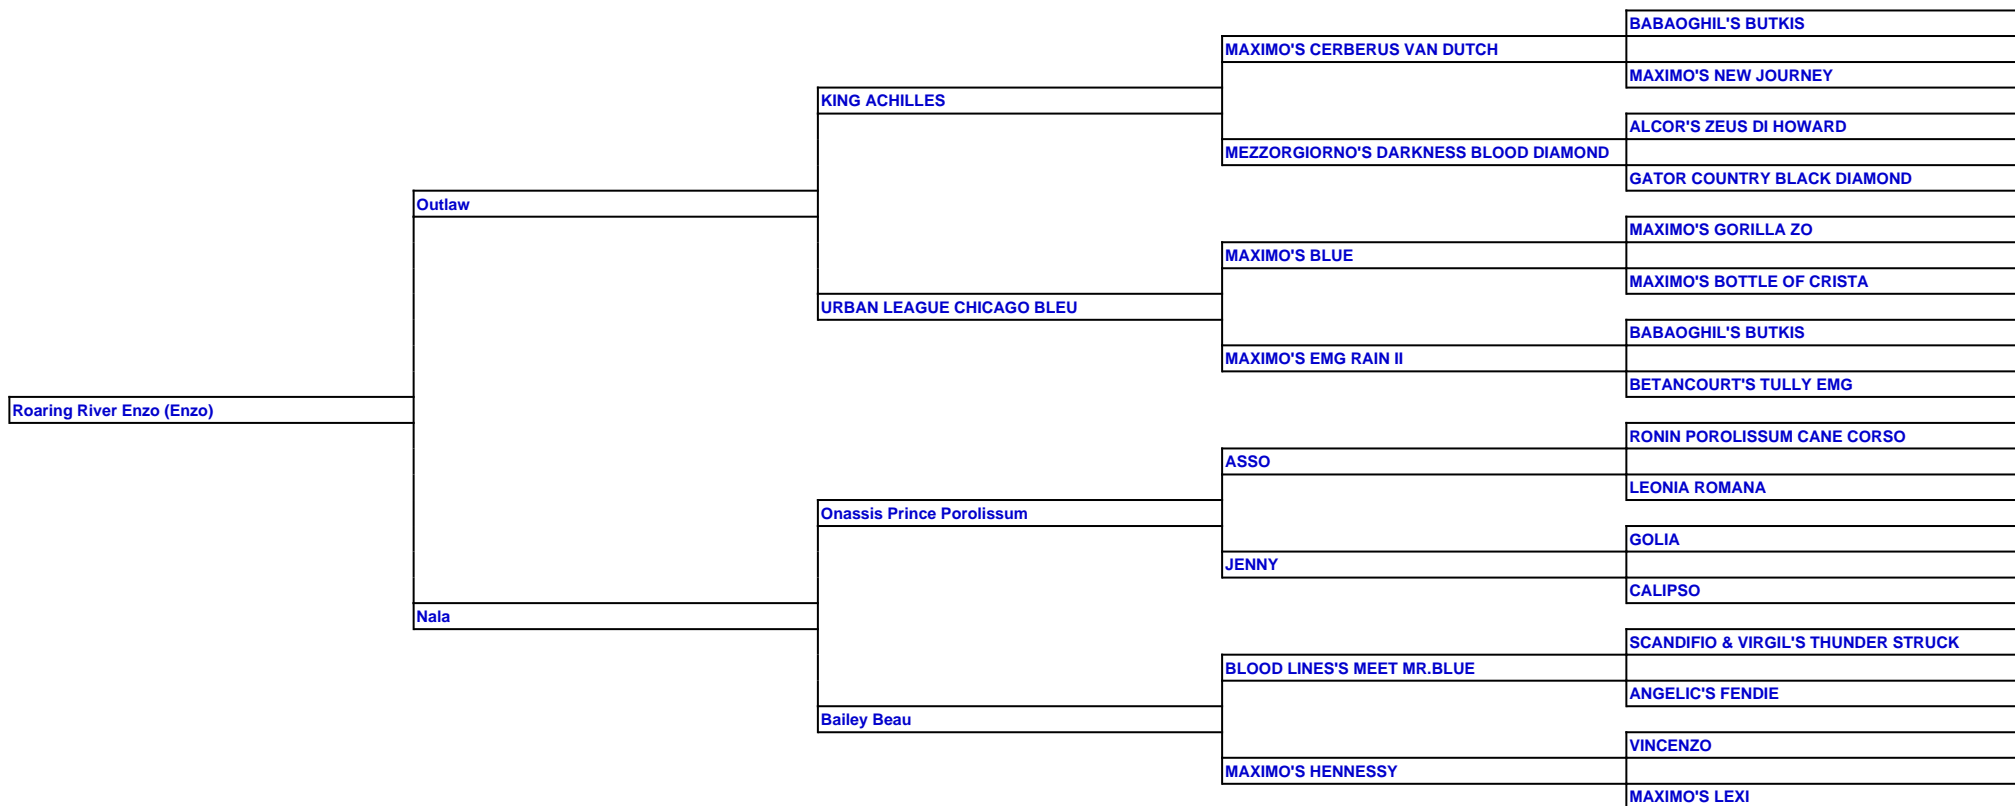 BABAOGHIL'S BUTKIS
MAXIMO'S CERBERUS VAN DUTCH
MAXIMO'S NEW JOURNEY
KING ACHILLES
ALCOR'S ZEUS DI HOWARD
MEZZORGIORNO'S DARKNESS BLOOD DIAMOND
GATOR COUNTRY BLACK DIAMOND
Outlaw
MAXIMO'S GORILLA ZO
MAXIMO'S BLUE
MAXIMO'S BOTTLE OF CRISTA
URBAN LEAGUE CHICAGO BLEU
BABAOGHIL'S BUTKIS
MAXIMO'S EMG RAIN II
BETANCOURT'S TULLY EMG
Roaring River Enzo (Enzo)
RONIN POROLISSUM CANE CORSO
ASSO
LEONIA ROMANA
Onassis Prince Porolissum
GOLIA
JENNY
CALIPSO
Nala
SCANDIFIO & VIRGIL'S THUNDER STRUCK
BLOOD LINES'S MEET MR.BLUE
ANGELIC'S FENDIE
Bailey Beau
VINCENZO
MAXIMO'S HENNESSY
MAXIMO'S LEXI